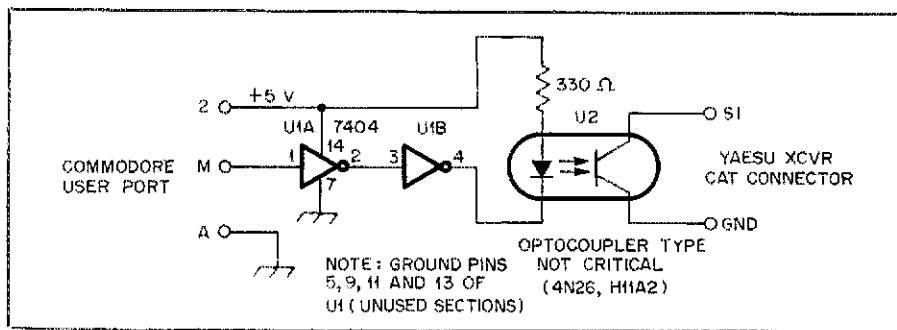 330 Ω
+5 V
2
U1A 7404 U1B
U2
SI
14
COMMODORE
USER PORT
M
1
2
3
4
7
YAESU XCVR
CAT CONNECTOR
A
GND
OPTOCOUPLER TYPE
NOT CRITICAL
(4N26, H11A2)
NOTE: GROUND PINS
5, 9, 11 AND 13 OF
U1 (UNUSED SECTIONS)